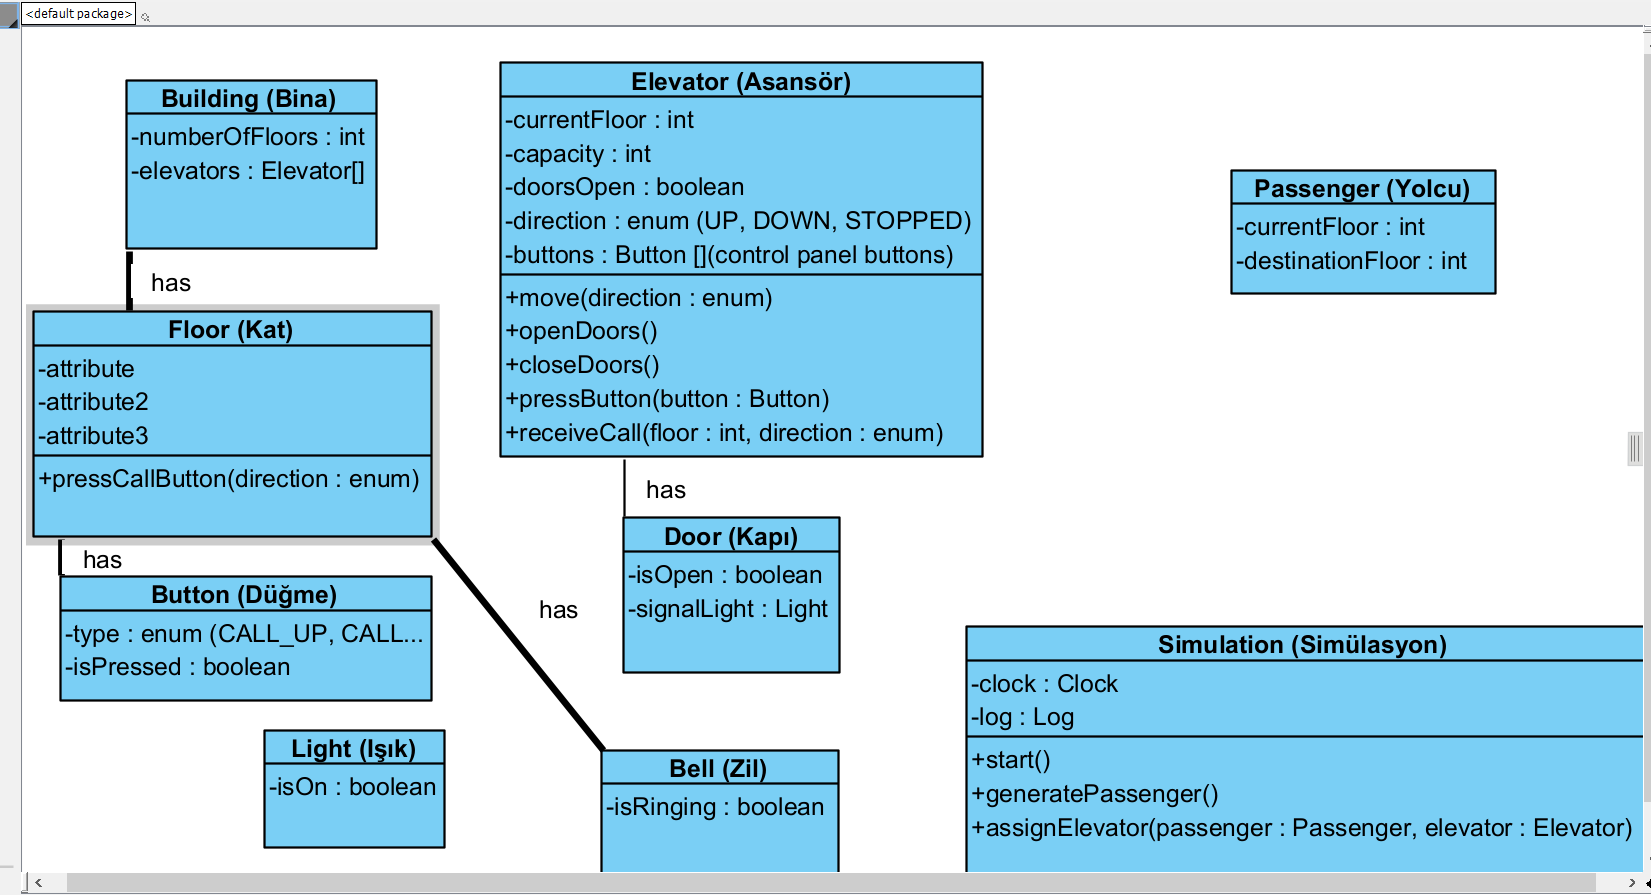 <default package>
Building (Bina)
-numberOfFloors : int
-elevators : Elevator[]
has
Floor (Kat)
-attribute
-attribute2
-attribute3
+pressCallButton(direction : enum)
has
Button (Düğme)
-type : enum (CALL_UP, CALL...
-isPressed : boolean
Light (Işık)
-isOn : boolean
Elevator (Asansör)
-currentFloor : int
-capacity : int
-doorsOpen : boolean
-direction : enum (UP, DOWN, STOPPED)
-buttons : Button [](control panel buttons)
+move(direction : enum)
+openDoors()
+closeDoors()
+pressButton(button : Button)
+receiveCall(floor : int, direction : enum)
has
Door (Kapı)
-isOpen : boolean
-signalLight : Light
has
Bell (Zil)
-isRinging : boolean
Passenger (Yolcu)
-currentFloor : int
-destinationFloor : int
Simulation (Simülasyon)
-clock : Clock
-log : Log
+start()
+generatePassenger()
+assignElevator(passenger : Passenger, elevator : Elevator)